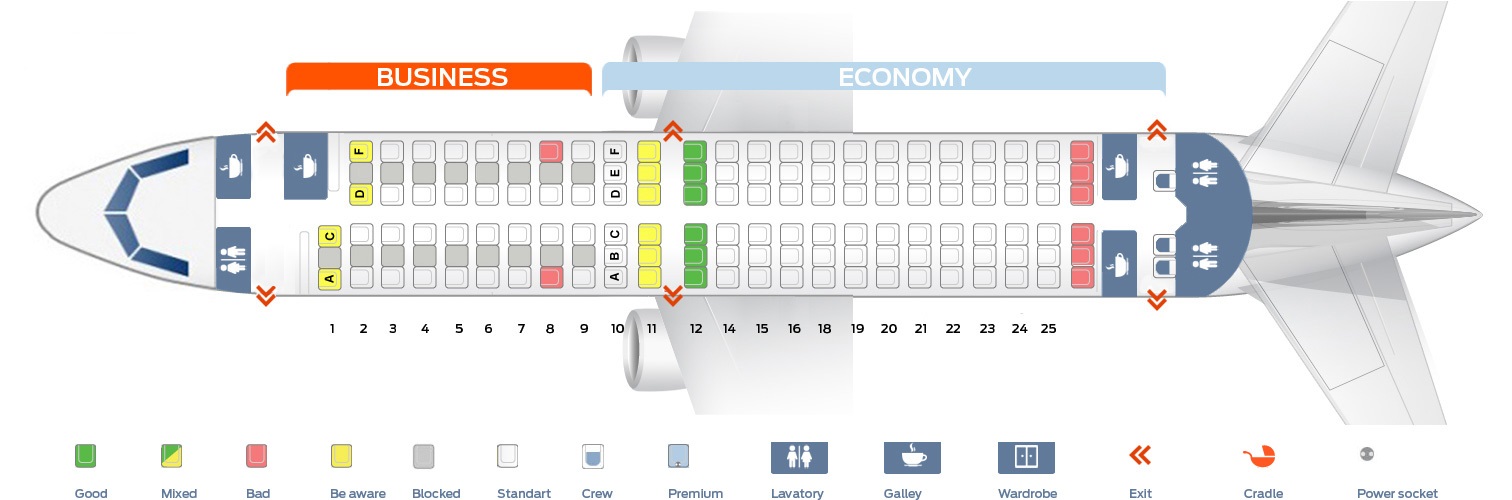 BUSINESS
ECONOMY
F
D
C
A
F
E
D
C
B
A
1 2 3 4 5 6 7 8 9 10 11 12 14 15 16 18 19 20 21 22 23 24 25
Good Mixed Bad Be aware Blocked Standart Crew Premium Lavatory Galley Wardrobe Exit Cradle Power socket